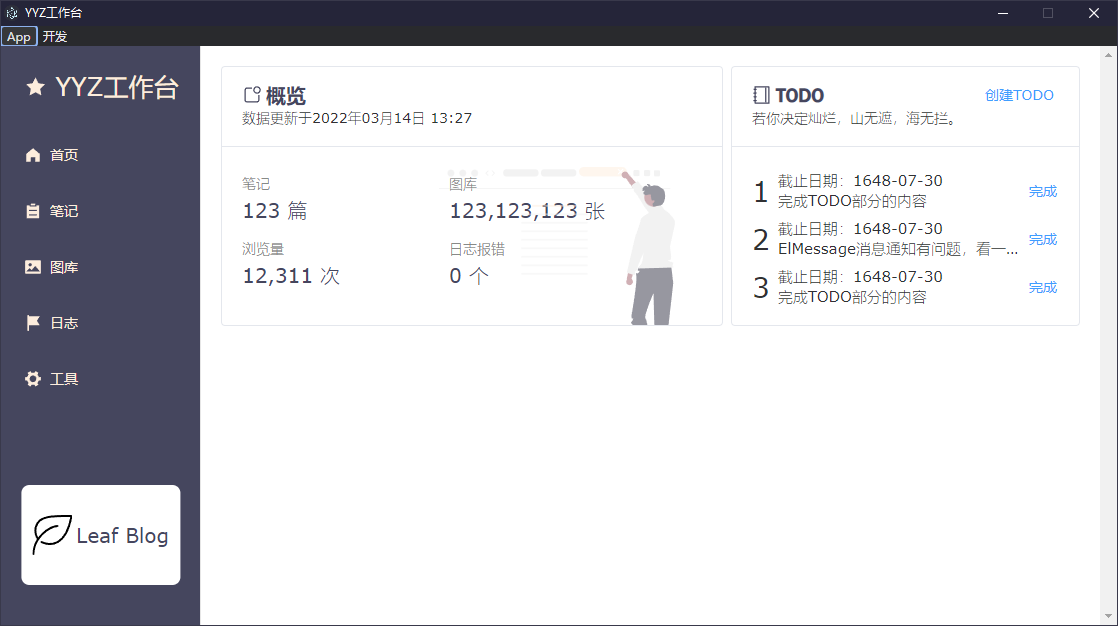 YYZ工作台
App 开发
YYZ工作台
首页
笔记
图库
日志
工具
Leaf Blog
概览
数据更新于2022年03月14日 13:27
笔记
123 篇
图库
123,123,123 张
浏览量
12,311 次
日志报错
0 个
TODO
创建TODO
若你决定灿烂，山无遮，海无拦。
1
截止日期：1648-07-30
完成TODO部分的内容
完成
2
截止日期：1648-07-30
ElMessage消息通知有问题，看一...
完成
3
截止日期：1648-07-30
完成TODO部分的内容
完成